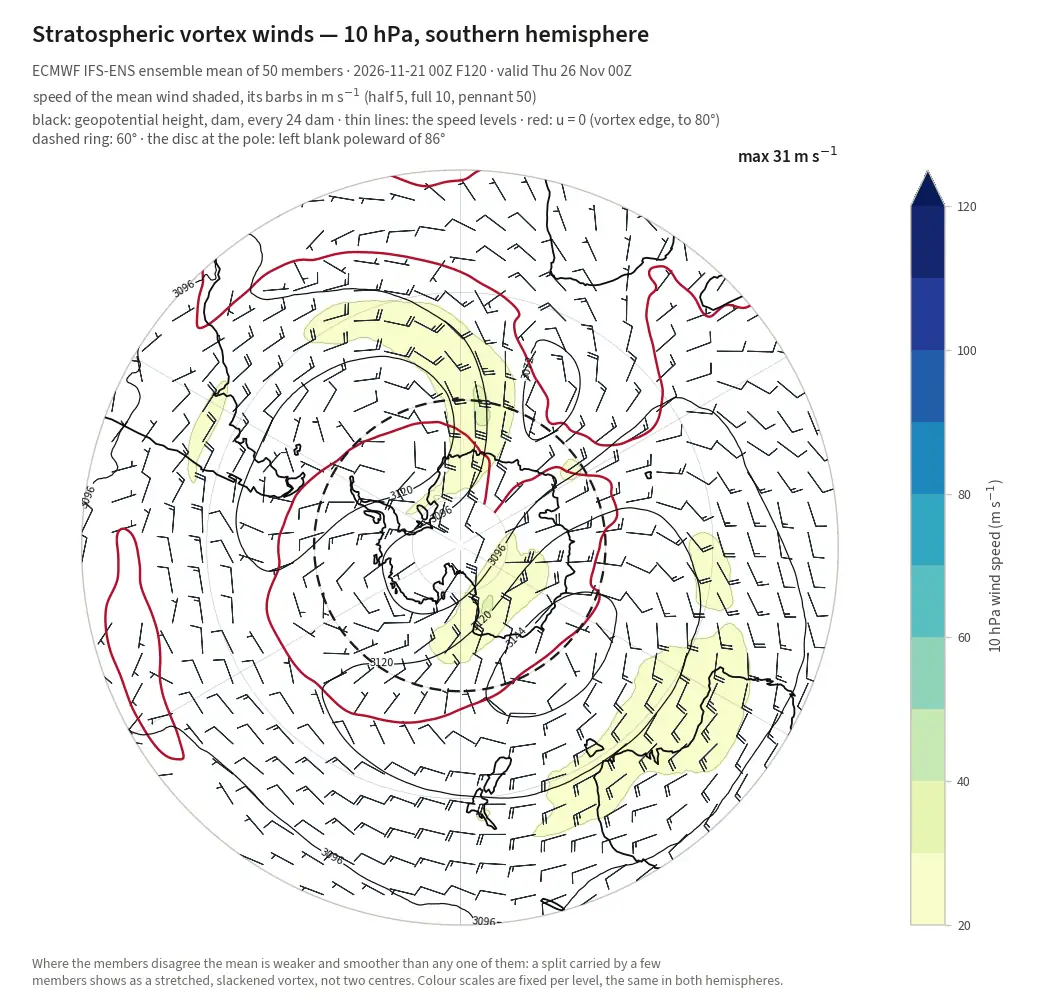 Stratospheric vortex winds — 10 hPa, southern hemisphere
ECMWF IFS-ENS ensemble mean of 50 members · 2026-11-21 00Z F120 · valid Thu 26 Nov 00Z
speed of the mean wind shaded, its barbs in m s⁻¹ (half 5, full 10, pennant 50)
black: geopotential height, dam, every 24 dam · thin lines: the speed levels · red: u = 0 (vortex edge, to 80°)
dashed ring: 60° · the disc at the pole: left blank poleward of 86°
max 31 m s⁻¹
120
100
80
60
40
20
10 hPa wind speed (m s⁻¹)
3096
3072
3096
3120
3096
3096
3120
3144
3120
3096
3096
Where the members disagree the mean is weaker and smoother than any one of them: a split carried by a few
members shows as a stretched, slackened vortex, not two centres. Colour scales are fixed per level, the same in both hemispheres.